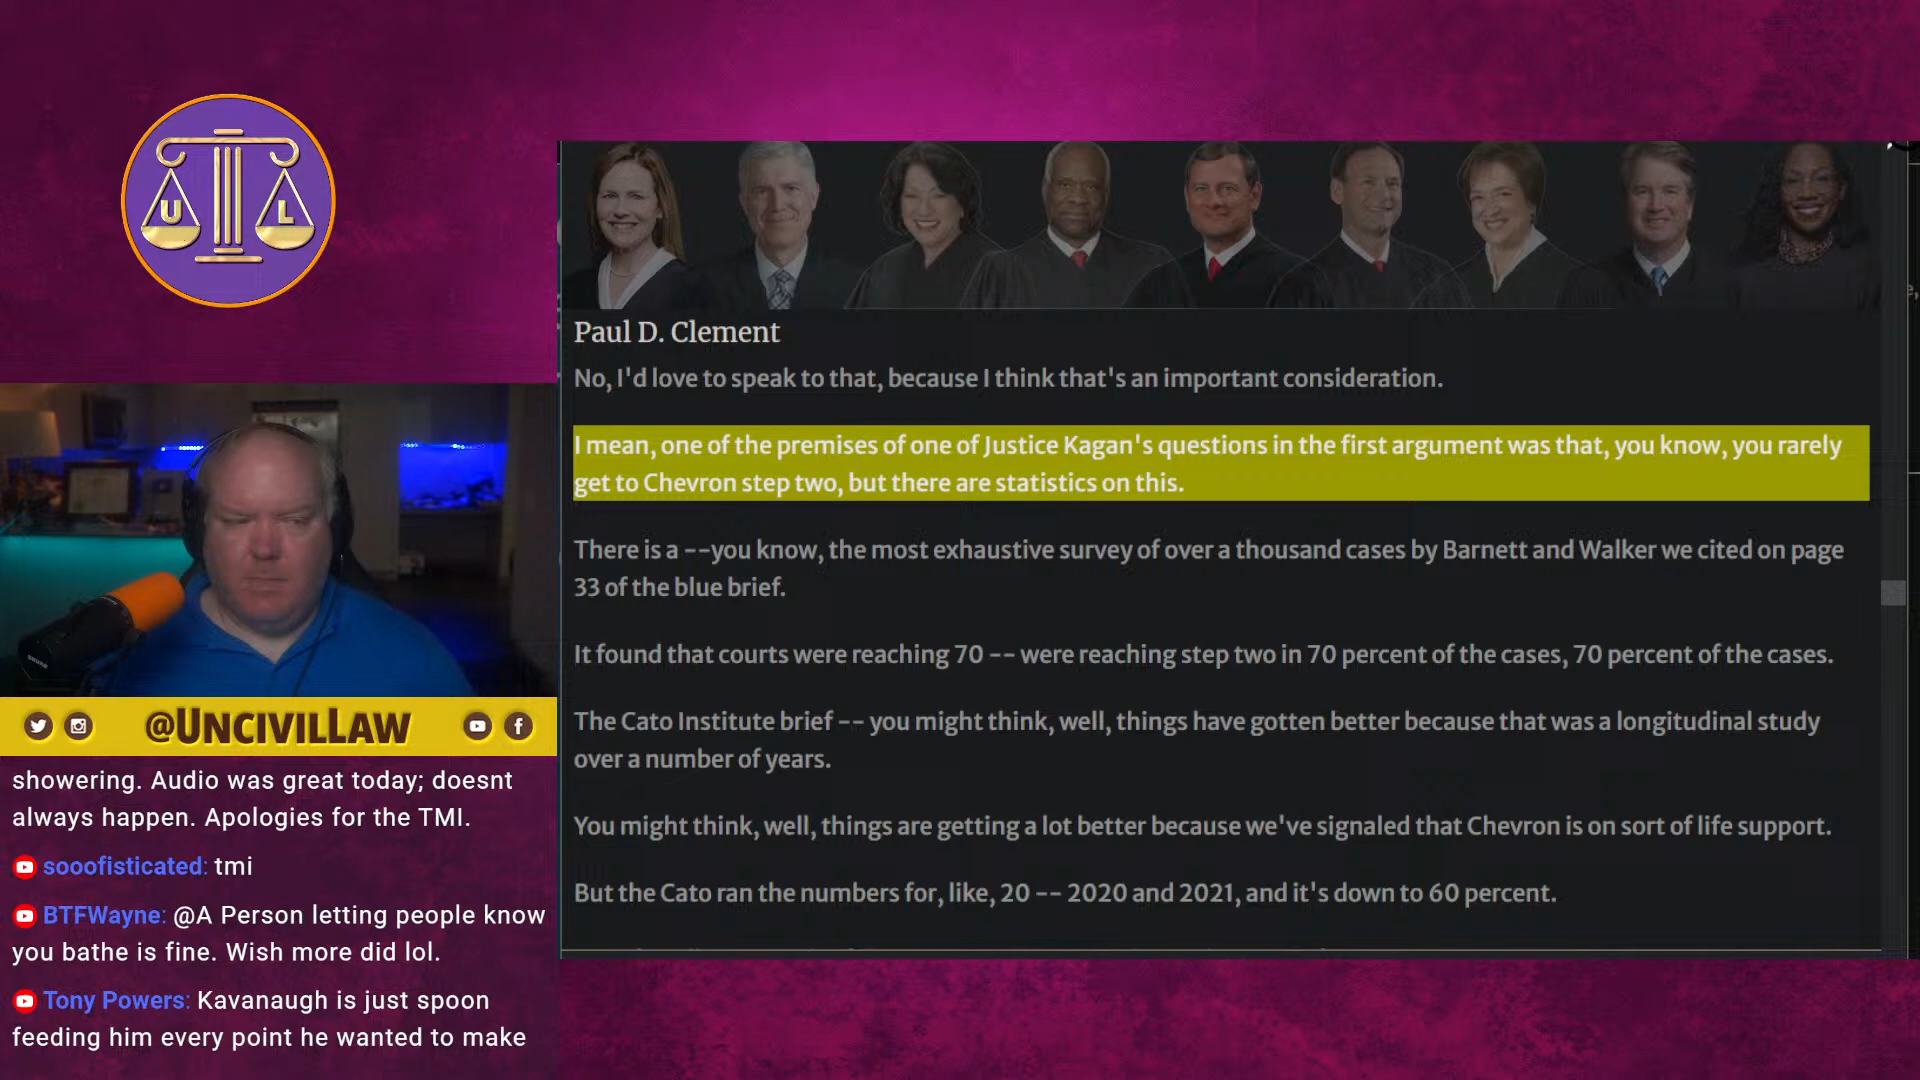 U L
Paul D. Clement
No, I'd love to speak to that, because I think that's an important consideration.
I mean, one of the premises of one of Justice Kagan's questions in the first argument was that, you know, you rarely
get to Chevron step two, but there are statistics on this.
There is a --you know, the most exhaustive survey of over a thousand cases by Barnett and Walker we cited on page
33 of the blue brief.
It found that courts were reaching 70 -- were reaching step two in 70 percent of the cases, 70 percent of the cases.
The Cato Institute brief -- you might think, well, things have gotten better because that was a longitudinal study
over a number of years.
You might think, well, things are getting a lot better because we've signaled that Chevron is on sort of life support.
But the Cato ran the numbers for, like, 20 -- 2020 and 2021, and it's down to 60 percent.
@UNCIVILLAW
showering. Audio was great today; doesnt
always happen. Apologies for the TMI.
sooofisticated: tmi
BTFWayne: @A Person letting people know
you bathe is fine. Wish more did lol.
Tony Powers: Kavanaugh is just spoon
feeding him every point he wanted to make